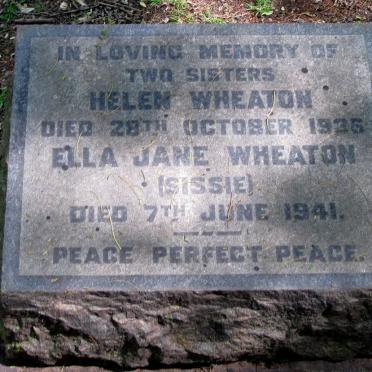 IN LOVING MEMORY OF
TWO SISTERS
HELEN WHEATON
DIED 28TH OCTOBER 1936
ELLA JANE WHEATON
(SISSIE)
DIED 7TH JUNE 1941.
PEACE PERFECT PEACE.